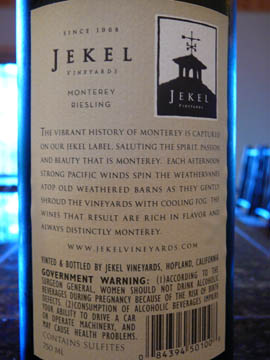 SINCE 1968
JEKEL
VINEYARDS
MONTEREY
RIESLING
JEKEL
VINEYARDS
THE VIBRANT HISTORY OF MONTEREY IS CAPTURED
ON OUR JEKEL LABEL, SALUTING THE SPIRIT, PASSION
AND BEAUTY THAT IS MONTEREY. EACH AFTERNOON
STRONG PACIFIC WINDS SPIN THE WEATHERVANES
ATOP OLD WEATHERED BARNS AS THEY GENTLY
SHROUD THE VINEYARDS WITH COOLING FOG. THE
WINES THAT RESULT ARE RICH IN FLAVOR AND
ALWAYS DISTINCTLY MONTEREY.
WWW.JEKELVINEYARDS.COM
VINTED & BOTTLED BY JEKEL VINEYARDS, HOPLAND, CALIFORNIA
GOVERNMENT WARNING: (1)ACCORDING TO THE
SURGEON GENERAL, WOMEN SHOULD NOT DRINK ALCOHOLIC
BEVERAGES DURING PREGNANCY BECAUSE OF THE RISK OF BIRTH
DEFECTS. (2)CONSUMPTION OF ALCOHOLIC BEVERAGES IMPAIRS
YOUR ABILITY TO DRIVE A CAR
OR OPERATE MACHINERY, AND
MAY CAUSE HEALTH PROBLEMS.
CONTAINS SULFITES
750 ML
0 84394 50100